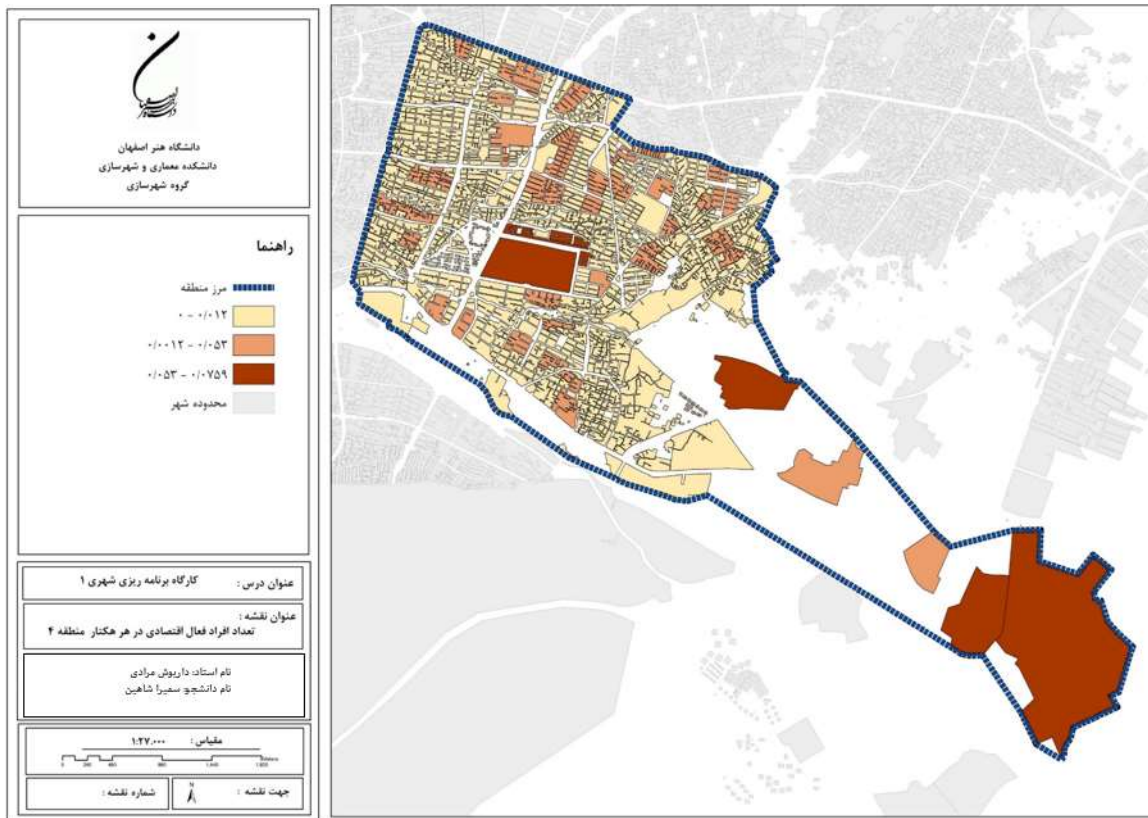 دانشگاه هنر اصفهان
دانشکده معماری و شهرسازی
گروه شهرسازی
راهنما
مرز منطقه
۰ - ۰/۰۱۲
۰/۰۰۱۲ - ۰/۰۵۳
۰/۰۵۳ - ۰/۰۷۵۹
محدوده شهر
عنوان درس : کارگاه برنامه ریزی شهری ۱
عنوان نقشه :
تعداد افراد فعال اقتصادی در هر هکتار منطقه ۴
نام استاد: داریوش مرادی
نام دانشجو: سمیرا شاهین
مقیاس : ۱:۲۷,۰۰۰
جهت نقشه : N
شماره نقشه :